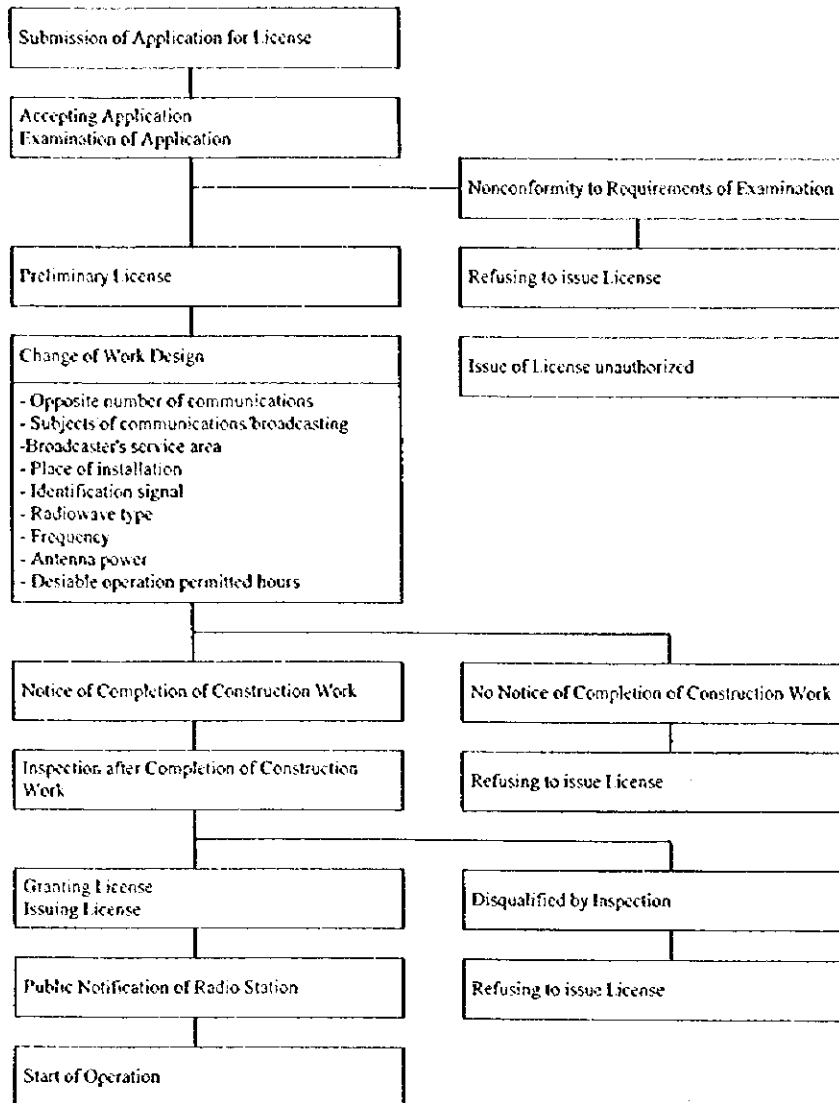 Submission of Application for License
Accepting Application
Examination of Application
Nonconformity to Requirements of Examination
Preliminary License
Refusing to issue License
Change of Work Design
Issue of License unauthorized
- Opposite number of communications
- Subjects of communications/broadcasting
-Broadcaster's service area
- Place of installation
- Identification signal
- Radiowave type
- Frequency
- Antenna power
- Desiable operation permitted hours
Notice of Completion of Construction Work
No Notice of Completion of Construction Work
Inspection after Completion of Construction
Work
Refusing to issue License
Granting License
Issuing License
Disqualified by Inspection
Public Notification of Radio Station
Refusing to issue License
Start of Operation